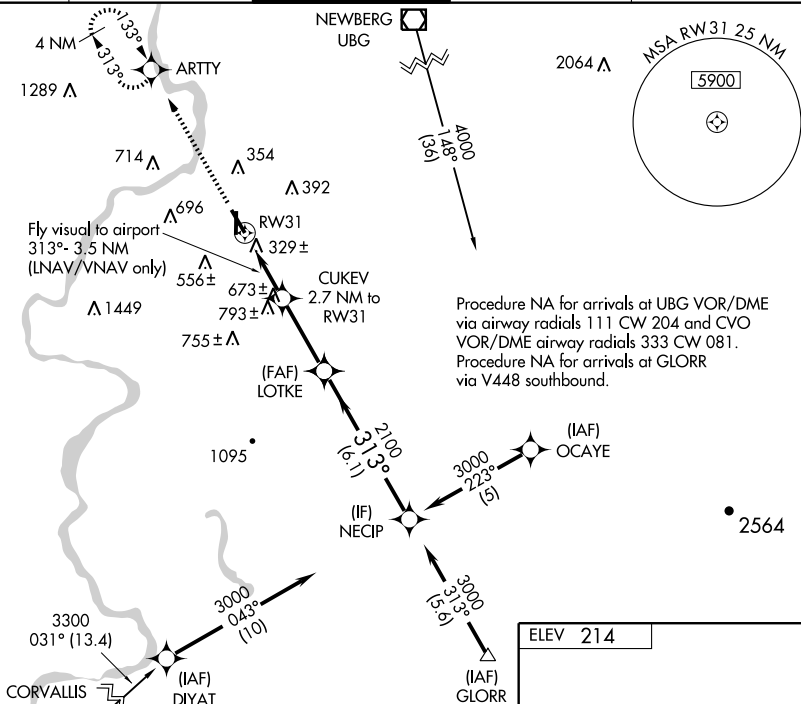 NEWBERG
UBG
MSA RW31 25 NM
5900
133°
4 NM
313°
ARTTY
1289
2064
4000
148°
(36)
714
354
392
696
RW31
Fly visual to airport
313°- 3.5 NM
(LNAV/VNAV only)
329±
556±
CUKEV
2.7 NM to
RW31
673±
793±
1449
755±
Procedure NA for arrivals at UBG VOR/DME
via airway radials 111 CW 204 and CVO
VOR/DME airway radials 333 CW 081.
Procedure NA for arrivals at GLORR
via V448 southbound.
(FAF)
LOTKE
2100
313°
(6.1)
1095
(IAF)
OCAYE
3000
223°
(5)
(IF)
NECIP
2564
3000
313°
(5.6)
3000
043°
(10)
3300
031° (13.4)
ELEV 214
CORVALLIS
(IAF)
DIYAT
(IAF)
GLORR